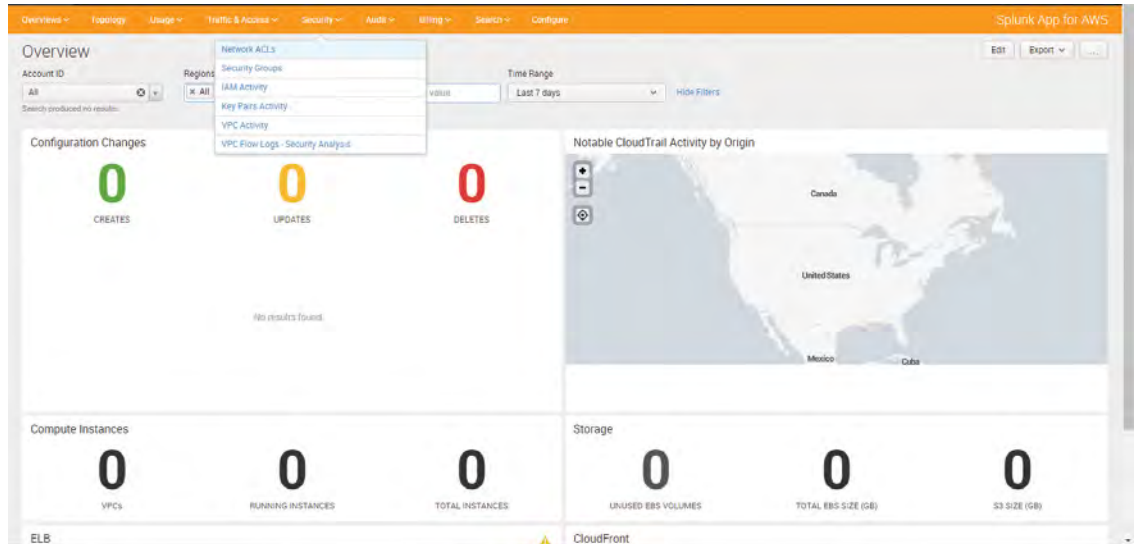 Overviews Topology Usage Traffic & Access Security Audit Billing Search Configure Splunk App for AWS
Overview Edit Export ...
Network ACLs
Security Groups
IAM Activity
Key Pairs Activity
VPC Activity
VPC Flow Logs - Security Analysis
Account ID Regions Time Range
All × All value Last 7 days Hide Filters
Search produced no results.
Configuration Changes
0 0 0
CREATES UPDATES DELETES
No results found.
Notable CloudTrail Activity by Origin
+
-
Canada
United States
Mexico Cuba
Compute Instances
0 0 0
VPCs RUNNING INSTANCES TOTAL INSTANCES
Storage
0 0 0
UNUSED EBS VOLUMES TOTAL EBS SIZE (GB) S3 SIZE (GB)
ELB
CloudFront